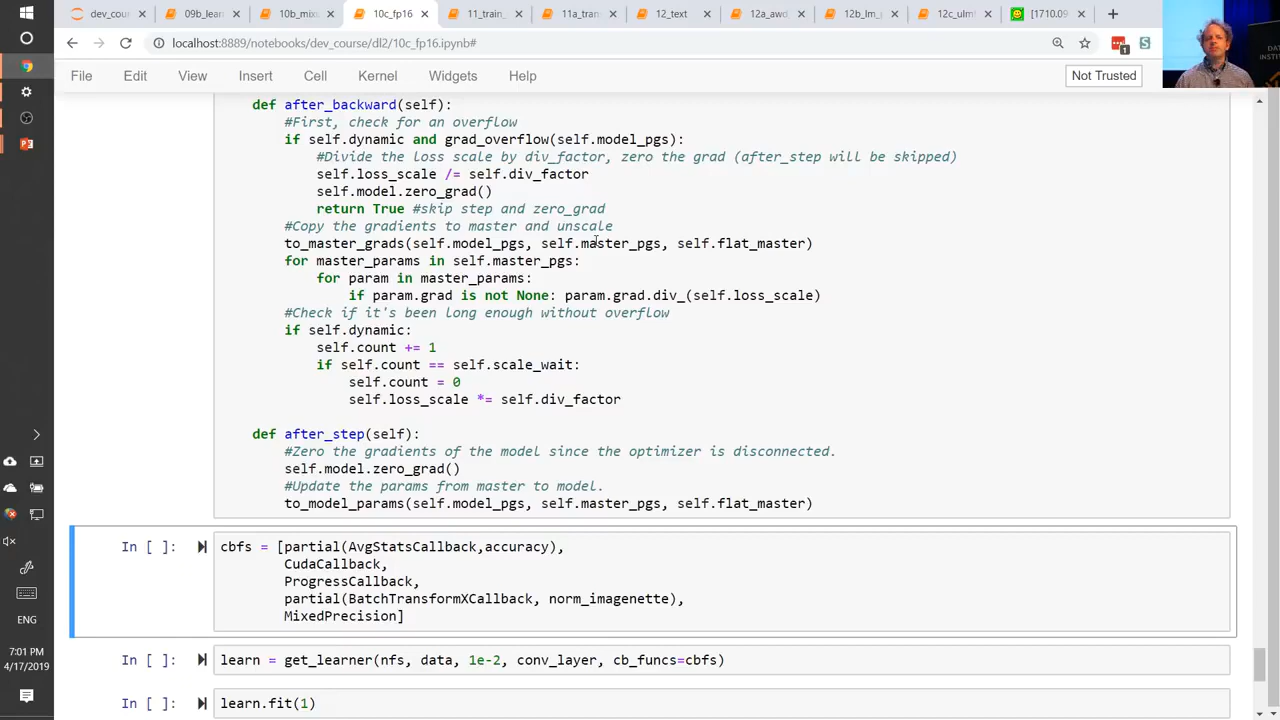 dev_cou
09b_lear
10b_mix
10c_fp16
11_train_
11a_tran
12_text
12a_awd
12b_lm_
12c_ulmf
[1710.09
localhost:8889/notebooks/dev_course/dl2/10c_fp16.ipynb#
1
S
DA
INSTIT
File Edit View Insert Cell Kernel Widgets Help
Not Trusted
def after_backward(self):
#First, check for an overflow
if self.dynamic and grad_overflow(self.model_pgs):
#Divide the loss scale by div_factor, zero the grad (after_step will be skipped)
self.loss_scale /= self.div_factor
self.model.zero_grad()
return True #skip step and zero_grad
#Copy the gradients to master and unscale
to_master_grads(self.model_pgs, self.master_pgs, self.flat_master)
for master_params in self.master_pgs:
for param in master_params:
if param.grad is not None: param.grad.div_(self.loss_scale)
#Check if it's been long enough without overflow
if self.dynamic:
self.count += 1
if self.count == self.scale_wait:
self.count = 0
self.loss_scale *= self.div_factor
def after_step(self):
#Zero the gradients of the model since the optimizer is disconnected.
self.model.zero_grad()
#Update the params from master to model.
to_model_params(self.model_pgs, self.master_pgs, self.flat_master)
In [ ]: cbfs = [partial(AvgStatsCallback,accuracy),
CudaCallback,
ProgressCallback,
partial(BatchTransformXCallback, norm_imagenette),
MixedPrecision]
In [ ]: learn = get_learner(nfs, data, 1e-2, conv_layer, cb_funcs=cbfs)
In [ ]: learn.fit(1)
ENG
7:01 PM
4/17/2019